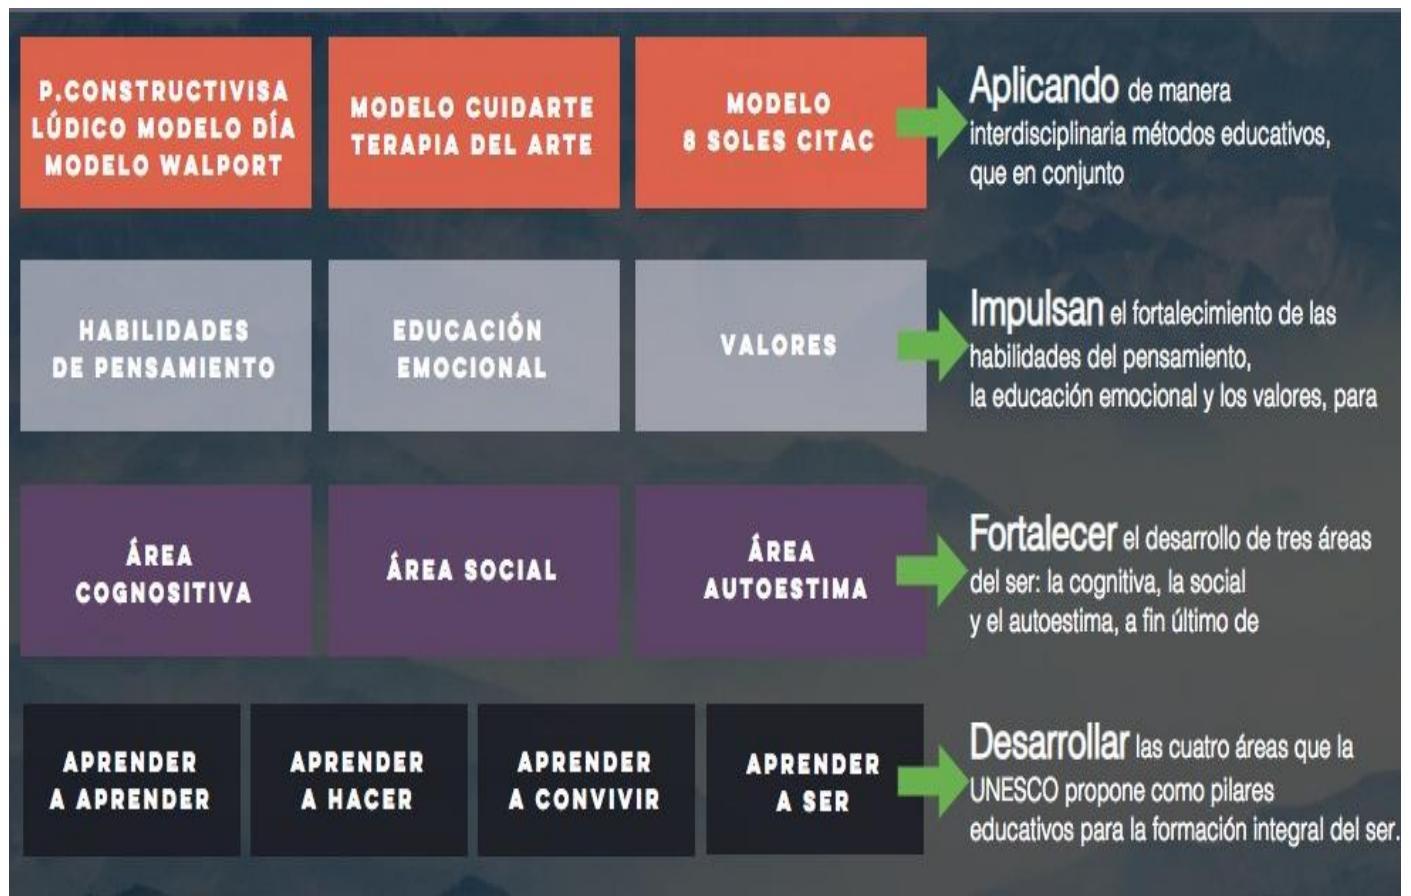 P.CONSTRUCTIVISA
LÚDICO MODELO DÍA
MODELO WALPORT
MODELO CUIDARTE
TERAPIA DEL ARTE
MODELO
8 SOLES CITAC
Aplicando de manera
interdisciplinaria métodos educativos,
que en conjunto
HABILIDADES
DE PENSAMIENTO
EDUCACIÓN
EMOCIONAL
VALORES
Impulsan el fortalecimiento de las
habilidades del pensamiento,
la educación emocional y los valores, para
ÁREA
COGNOSITIVA
ÁREA SOCIAL
ÁREA
AUTOESTIMA
Fortalecer el desarrollo de tres áreas
del ser: la cognitiva, la social
y el autoestima, a fin último de
APRENDER
A APRENDER
APRENDER
A HACER
APRENDER
A CONVIVIR
APRENDER
A SER
Desarrollar las cuatro áreas que la
UNESCO propone como pilares
educativos para la formación integral del ser.